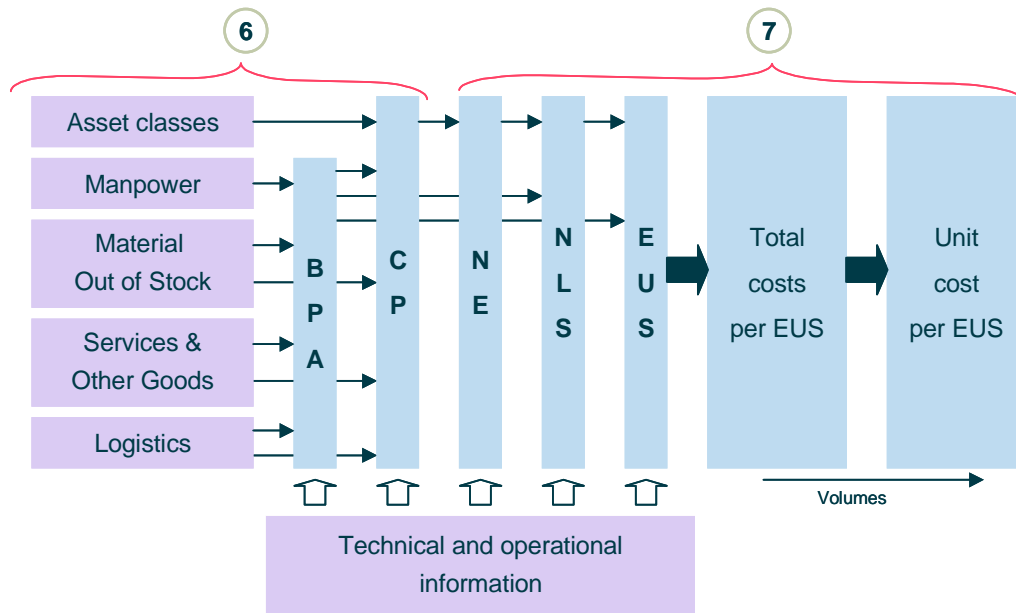 6
7
Asset classes
Manpower
Material
Out of Stock
Services &
Other Goods
Logistics
B
P
A
C
P
N
E
N
L
S
E
U
S
Total
costs
per EUS
Unit
cost
per EUS
Volumes
Technical and operational
information